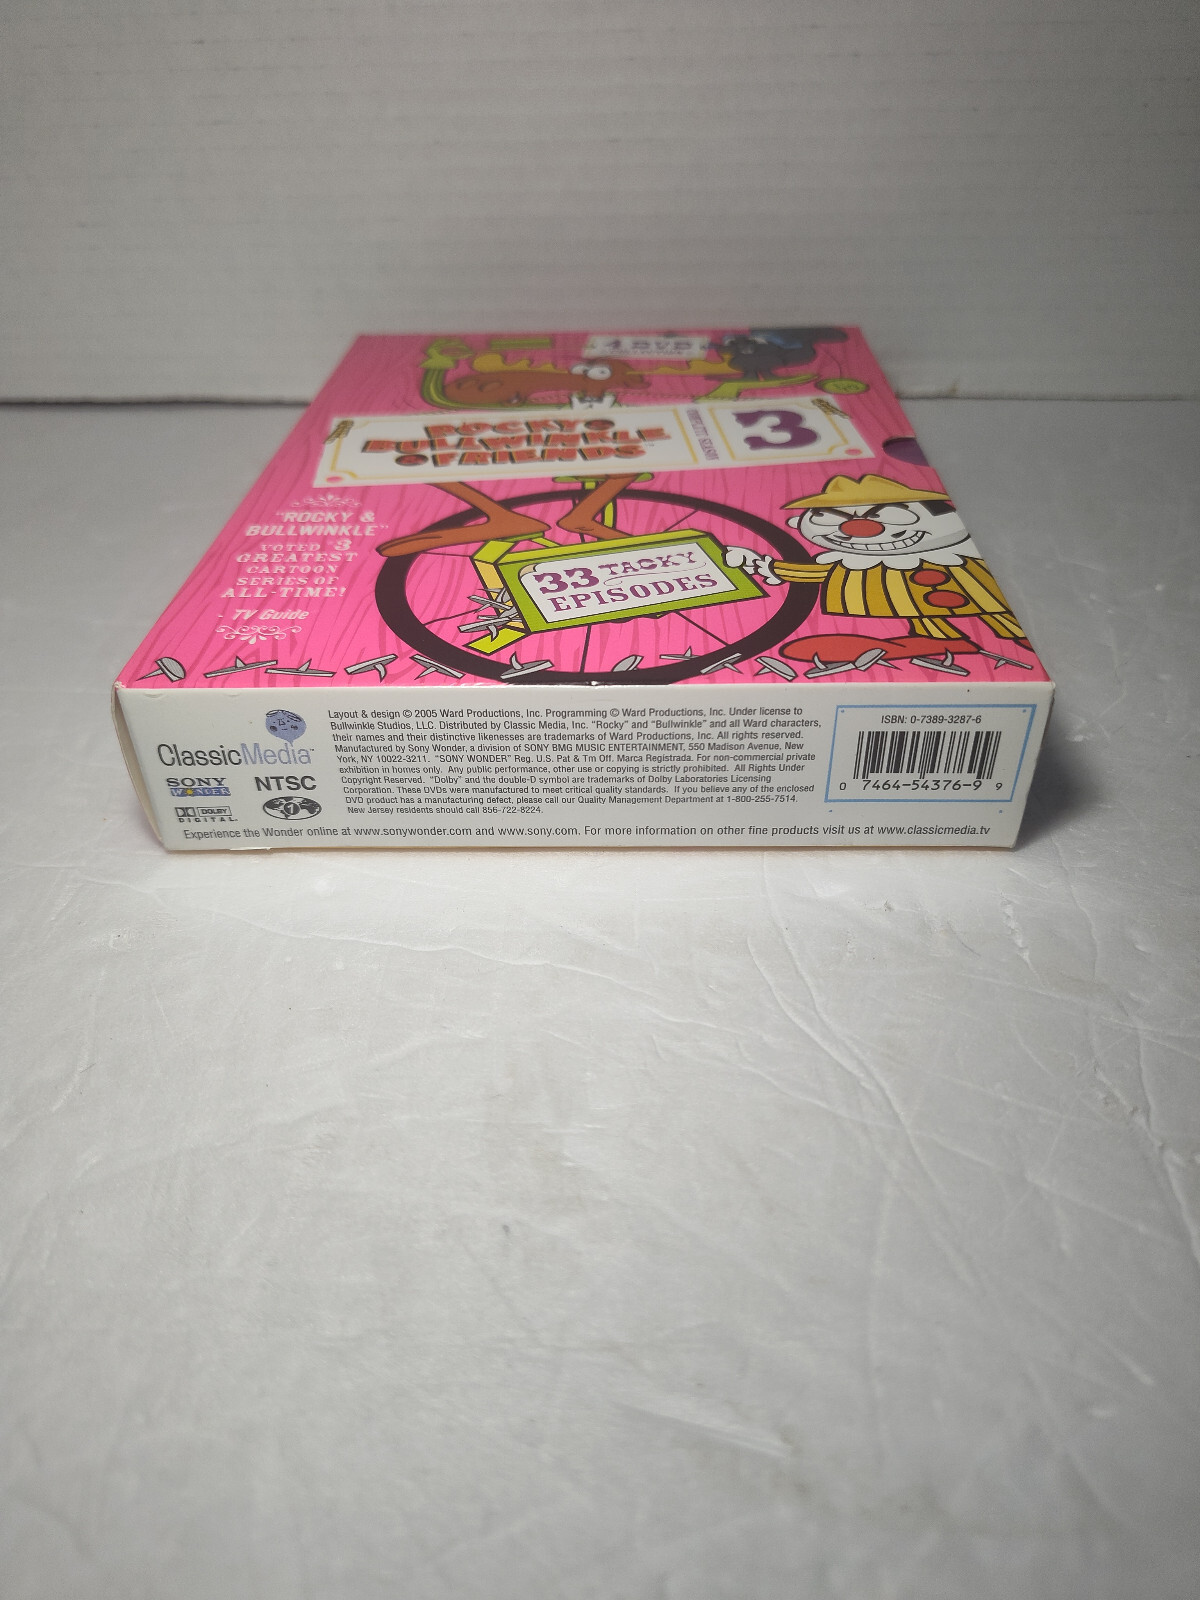 4 DVD
COLLECTION
ROCKY &
BULLWINKLE
& FRIENDS™
COMPLETE SEASON
3
"ROCKY &
BULLWINKLE"
VOTED #3
GREATEST
CARTOON
SERIES OF
ALL-TIME!
- TV Guide
33 TACKY
EPISODES
ClassicMedia™
SONY
WONDER
NTSC
DOLBY
DIGITAL
1
Layout & design © 2005 Ward Productions, Inc. Programming © Ward Productions, Inc. Under license to
Bullwinkle Studios, LLC. Distributed by Classic Media, Inc. "Rocky" and "Bullwinkle" and all Ward characters,
their names and their distinctive likenesses are trademarks of Ward Productions, Inc. All rights reserved.
Manufactured by Sony Wonder, a division of SONY BMG MUSIC ENTERTAINMENT, 550 Madison Avenue, New
York, NY 10022-3211. "SONY WONDER" Reg. U.S. Pat & Tm Off. Marca Registrada. For non-commercial private
exhibition in homes only. Any public performance, other use or copying is strictly prohibited. All Rights Under
Copyright Reserved. "Dolby" and the double-D symbol are trademarks of Dolby Laboratories Licensing
Corporation. These DVDs were manufactured to meet critical quality standards. If you believe any of the enclosed
DVD product has a manufacturing defect, please call our Quality Management Department at 1-800-255-7514.
New Jersey residents should call 856-722-8224.
ISBN: 0-7389-3287-6
0 7464-54376-9 9
Experience the Wonder online at www.sonywonder.com and www.sony.com. For more information on other fine products visit us at www.classicmedia.tv